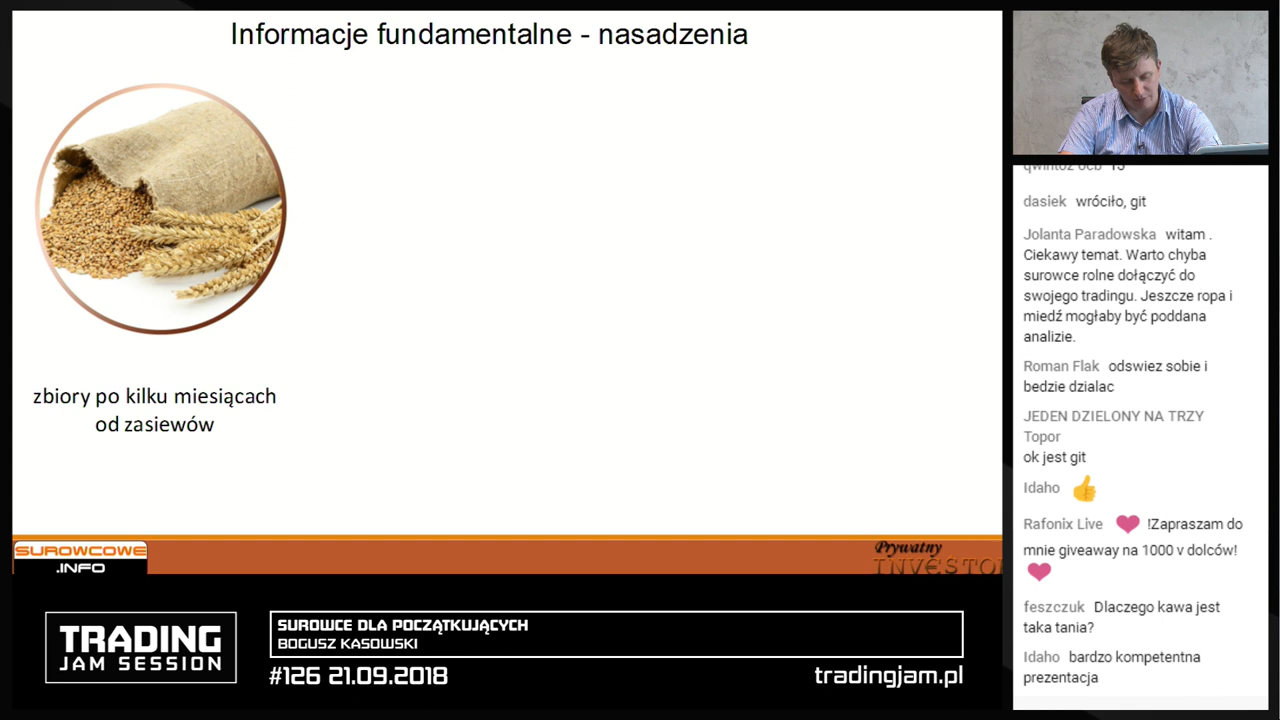 Informacje fundamentalne - nasadzenia
zbiory po kilku miesiącach
od zasiewów
SUROWCOWE
.INFO
Prywatny
INVESTOR
TRADING
JAM SESSION
SUROWCE DLA POCZĄTKUJĄCYCH
BOGUSZ KASOWSKI
#126 21.09.2018
tradingjam.pl
dasiek wróciło, git
Jolanta Paradowska witam .
Ciekawy temat. Warto chyba
surowce rolne dołączyć do
swojego tradingu. Jeszcze ropa i
miedź mogłaby być poddana
analizie.
Roman Flak odswiez sobie i
bedzie dzialac
JEDEN DZIELONY NA TRZY
Topor
ok jest git
Idaho 👍
Rafonix Live ❤ !Zapraszam do
mnie giveaway na 1000 v dolców!
❤
feszczuk Dlaczego kawa jest
taka tania?
Idaho bardzo kompetentna
prezentacja